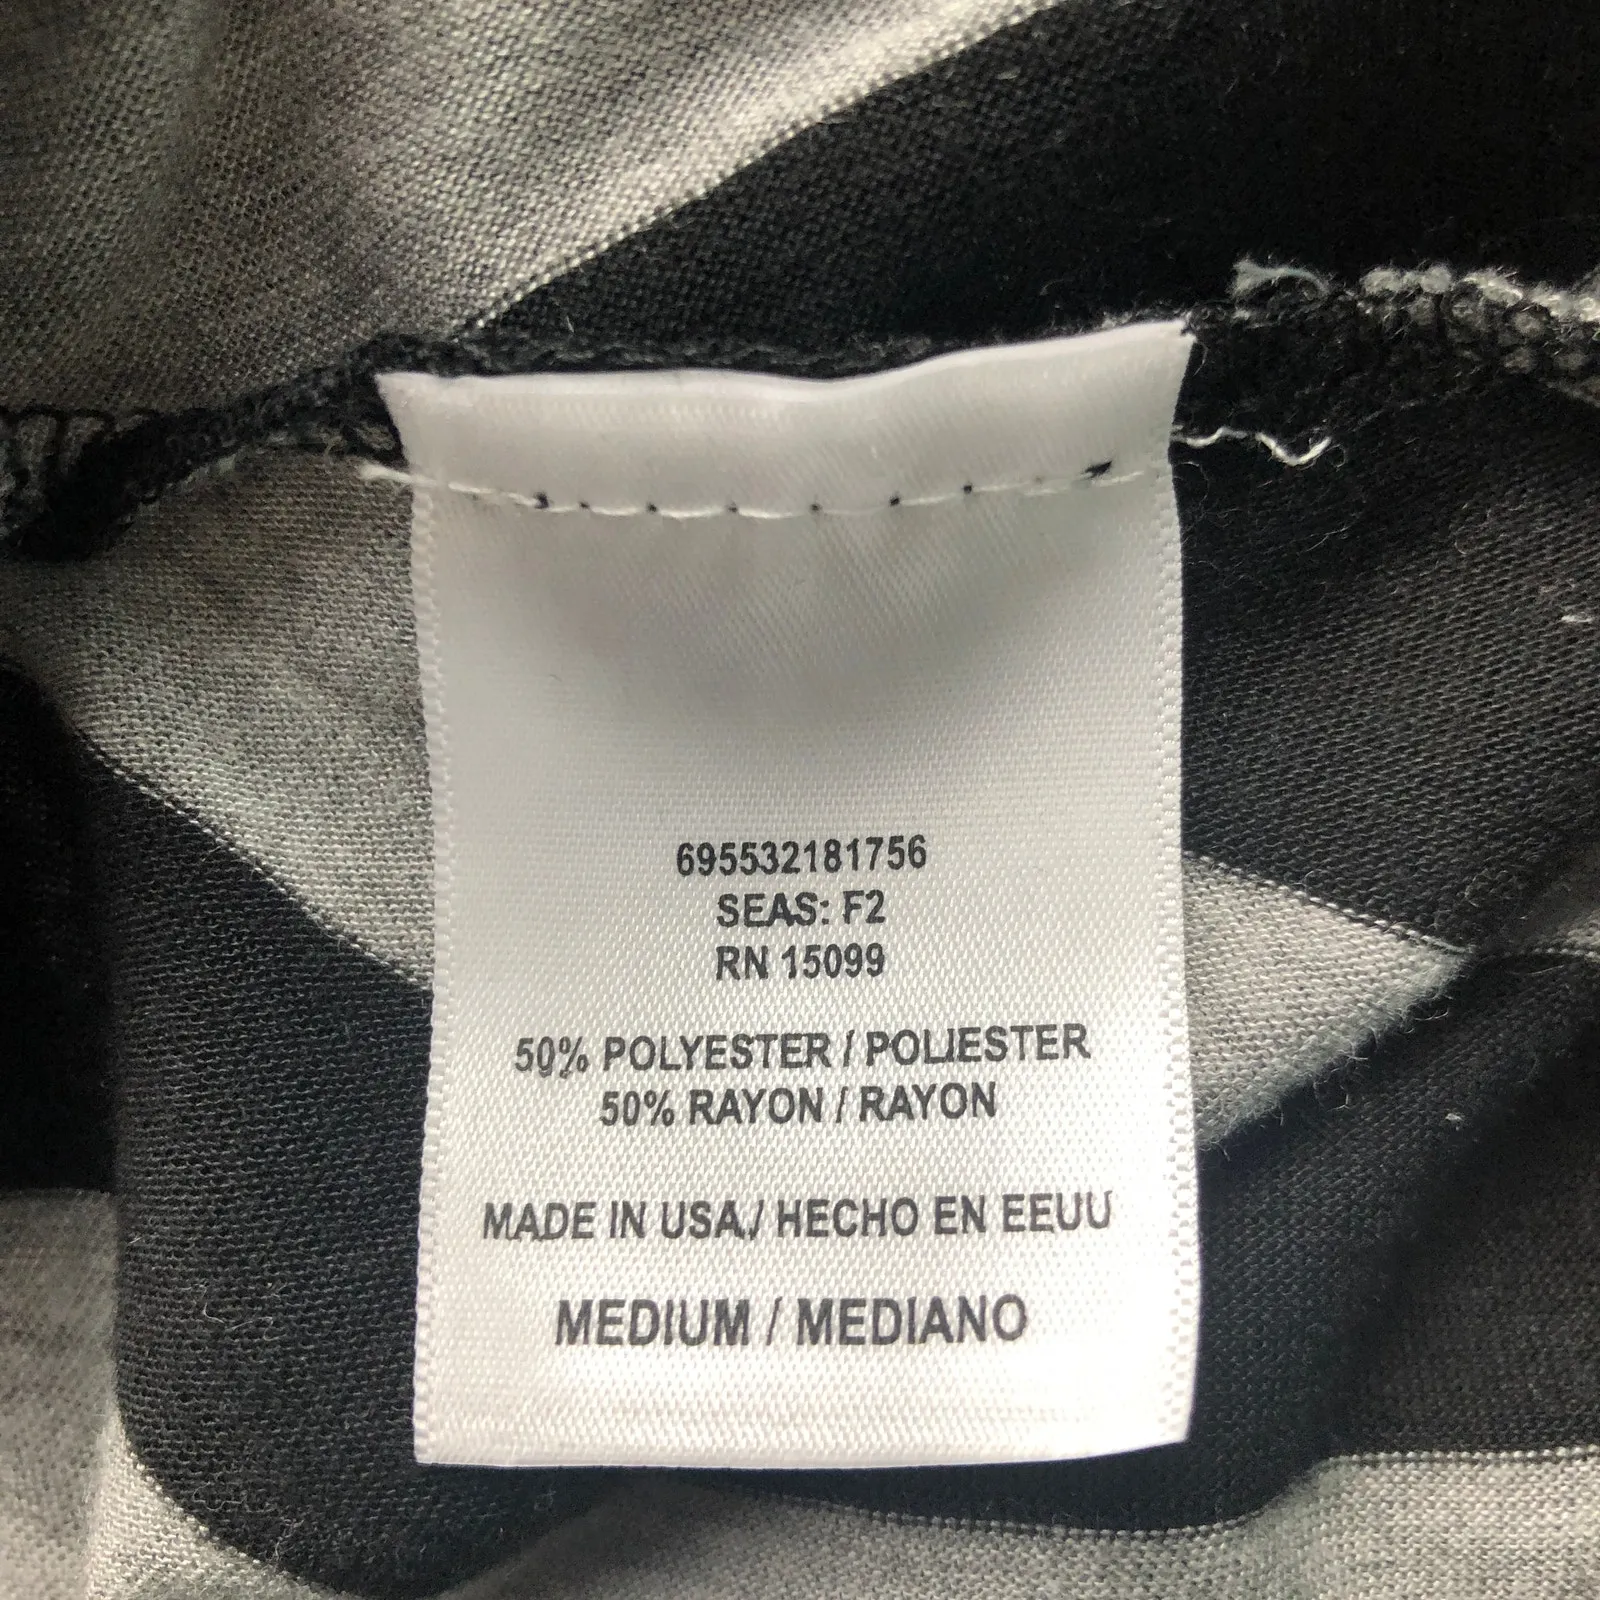 695532181756
SEAS: F2
RN 15099
50% POLYESTER / POLIESTER
50% RAYON / RAYON
MADE IN USA / HECHO EN EEUU
MEDIUM / MEDIANO